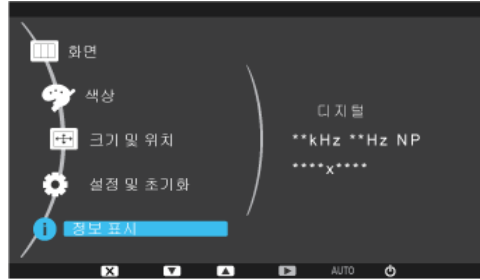 화면
색상
크기 및 위치
설정 및 초기화
정보 표시
디지털
**kHz **Hz NP
****x****
AUTO